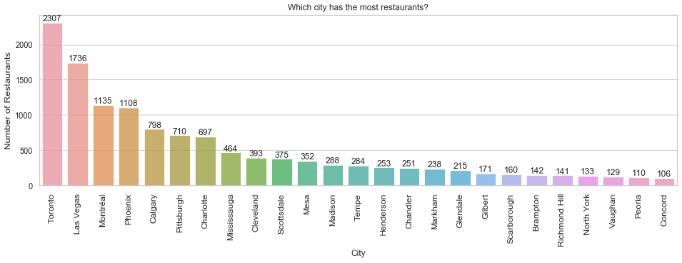 Which city has the most restaurants?
Number of Restaurants
2000
1500
1000
500
0
2307
1736
1135
1108
798
710
697
464
393
375
352
288
284
253
251
238
215
171
160
142
141
133
129
110
106
Toronto
Las Vegas
Montréal
Phoenix
Calgary
Pittsburgh
Charlotte
Mississauga
Cleveland
Scottsdale
Mesa
Madison
Tempe
Henderson
Chandler
Markham
Glendale
Gilbert
Scarborough
Brampton
Richmond Hill
North York
Vaughan
Peoria
Concord
City